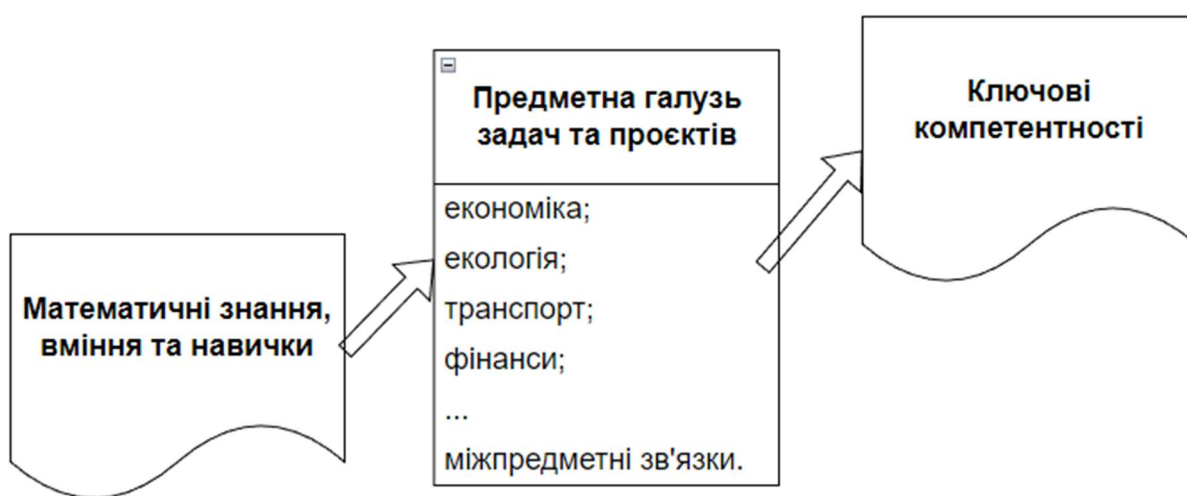 Математичні знання,
вміння та навички
Предметна галузь
задач та проєктів
економіка;
екологія;
транспорт;
фінанси;
...
міжпредметні зв'язки.
Ключові
компетентності